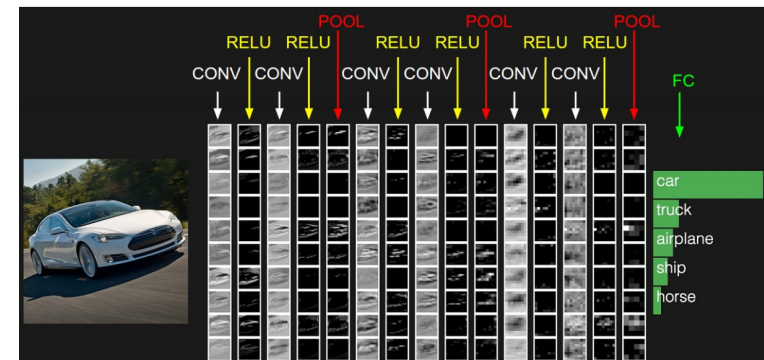 POOL POOL POOL
RELU RELU RELU RELU RELU RELU
CONV CONV CONV CONV CONV CONV
FC
car
truck
airplane
ship
horse